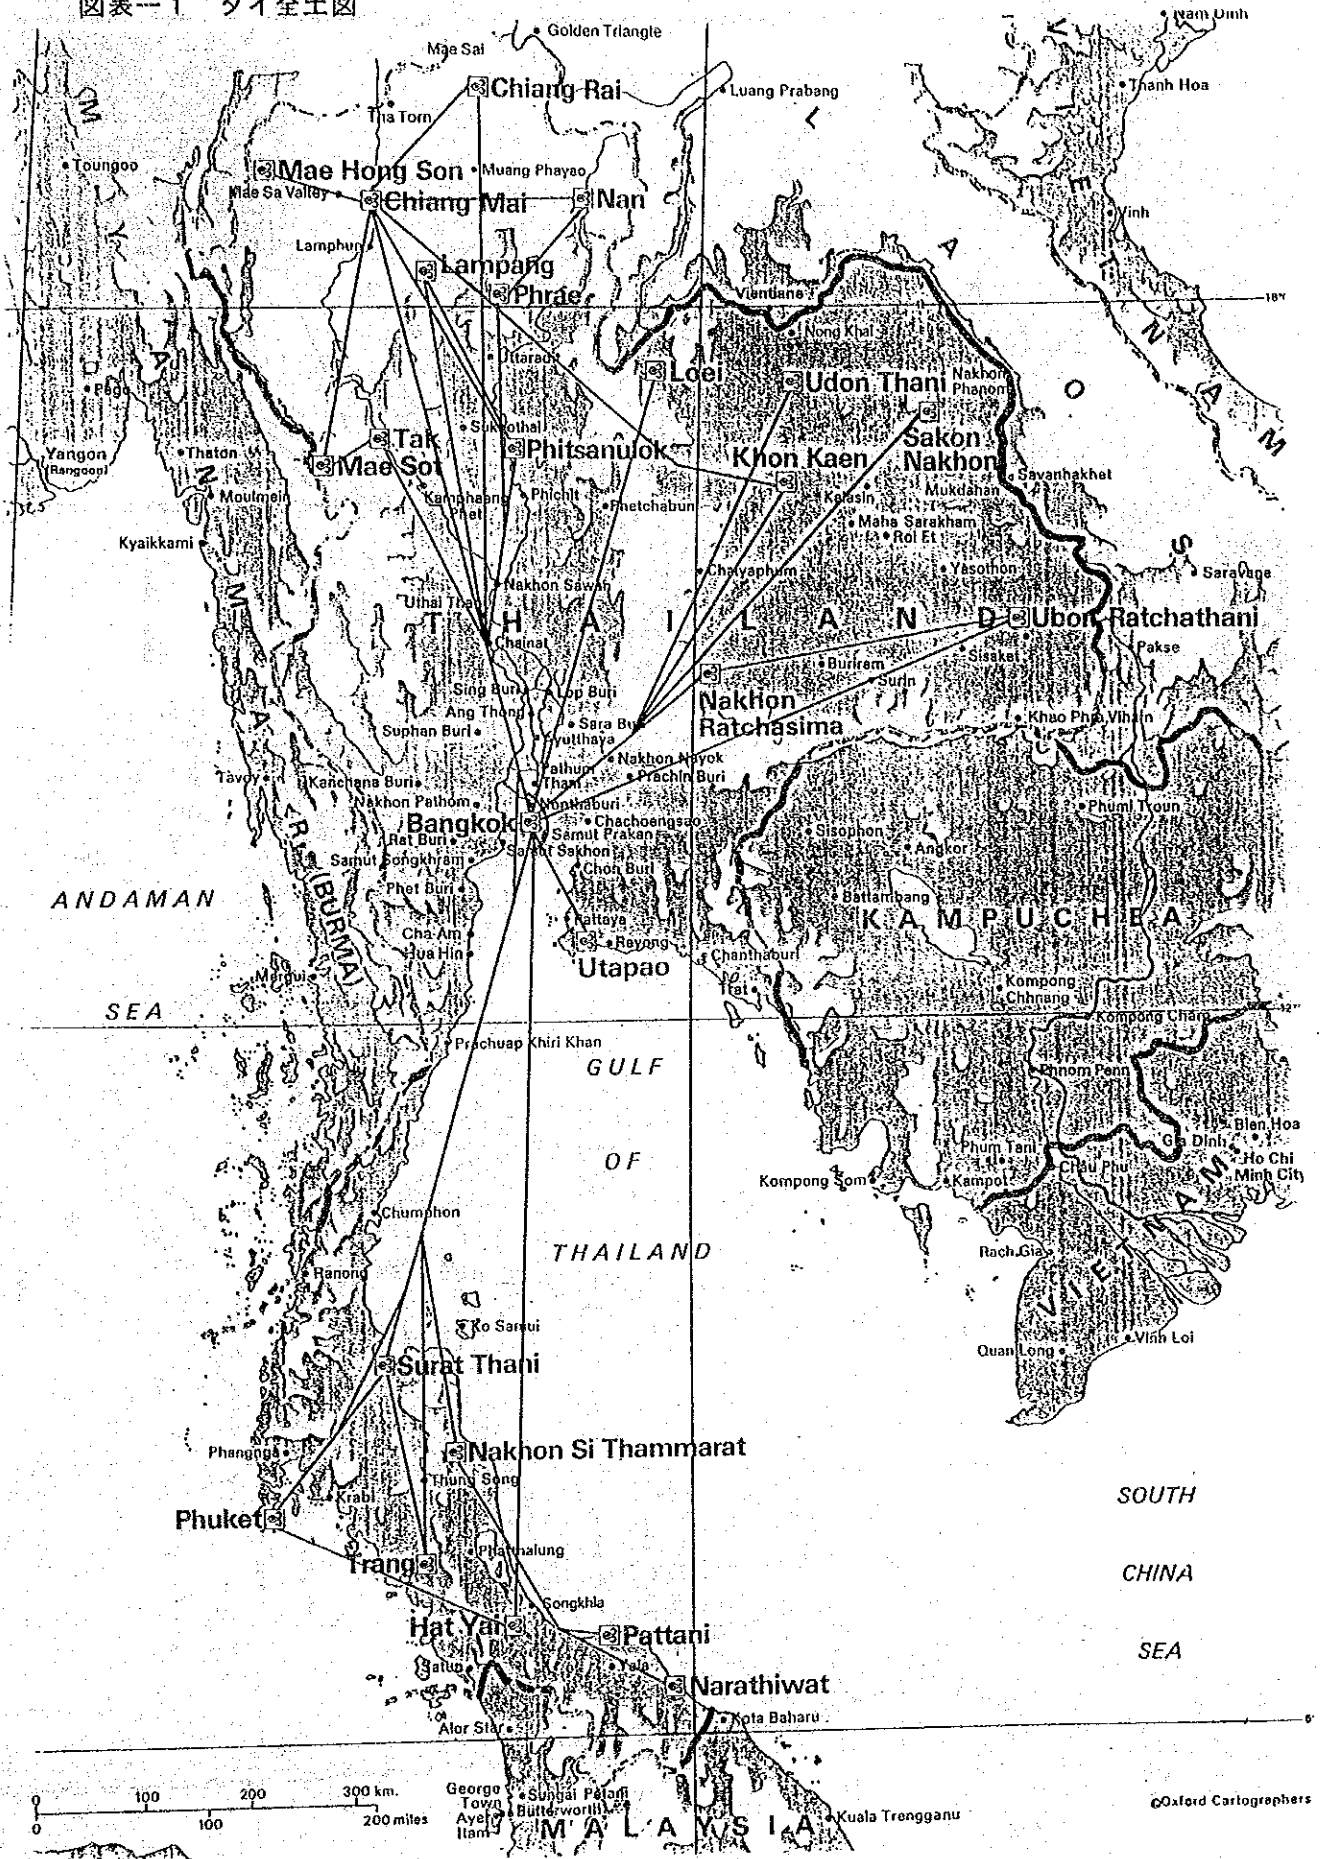 図表--1 タイ全土図
Nam Dinh
Golden Triangle
Mae Sai
Chiang Rai
Luang Prabang
Thanh Hoa
Tha Torn
Toungoo
Mae Hong Son
Muang Phayao
Mae Sa Valley
Chiang Mai
Nan
Vinh
Lamphun
Lampang
Phrae
Vientiane
18°
Nong Khai
Uttaradit
Loei
Udon Thani
Nakhon
Phanom
Pegu
Sakon
Nakhon
Sukhothai
Tak
Phitsanulok
Khon Kaen
Yangon
(Rangoon)
Thaton
Mae Sot
Savanhakhet
Moulmein
Kamphaeng
Phet
Phichit
Phetchabun
Kalasin
Mukdahan
Maha Sarakham
Roi Et
Kyaikkami
Chaiyaphum
Yasothon
Saravane
Nakhon Sawan
Uthai Thai
THAILAND
Ubon Ratchathani
Chainat
Sisaket
Pakse
Buriram
Surin
Sing Buri
Lop Buri
Nakhon
Ratchasima
Ang Thong
Sara Buri
Khao Phra Viharn
Suphan Buri
Ayutthaya
Nakhon Nayok
Pathum
Thani
Prachin Buri
Tavoy
Kanchana Buri
Nakhon Pathom
Nonthaburi
Phumi Troun
Bangkok
Chachoengsao
Samut Prakan
Sisophon
Rat Buri
Samut Sakhon
Angkor
Samut Songkhram
Chon Buri
Phet Buri
Battambang
ANDAMAN
KAMPUCHEA
Pattaya
Cha Am
Rayong
Hua Hin
Chanthaburi
Utapao
Mergui
Trat
Kompong
Chhnang
SEA
12°
Kompong Cham
Prachuap Khiri Khan
GULF
Phnom Penh
Bien Hoa
Gia Dinh
Phum Tani
Ho Chi
Minh City
OF
Chau Phu
Kompong Som
Kampot
Chumphon
THAILAND
Rach Gia
Ranong
VIETNAM
Ko Samui
Vinh Loi
Quan Long
Surat Thani
Phangnga
Nakhon Si Thammarat
Thung Song
Krabi
SOUTH
Phuket
Phatthalung
Trang
CHINA
Songkhla
Hat Yai
Pattani
SEA
Satun
Yala
Narathiwat
Kota Baharu
Alor Star
6°
MYANMAR (BURMA)
LAOS
VIETNAM
0 100 200 300 km.
0 100 200 miles
George
Town
Sungai Petani
Butterworth
Ayer
Itam
MALAYSIA
Kuala Trengganu
©Oxford Cartographers